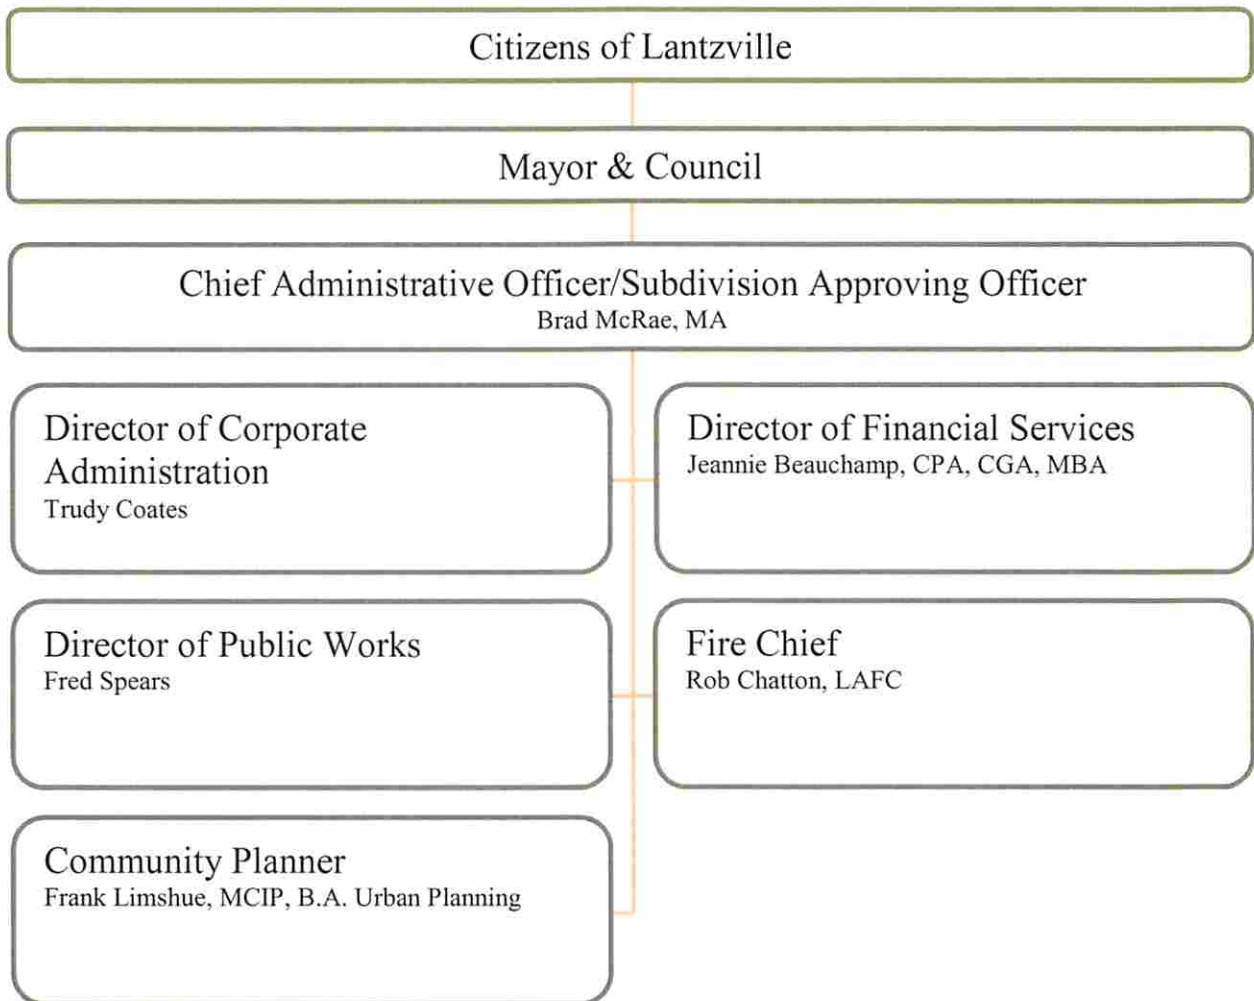 Citizens of Lantzville
Mayor & Council
Chief Administrative Officer/Subdivision Approving Officer
Brad McRae, MA
Director of Corporate
Administration
Trudy Coates
Director of Financial Services
Jeannie Beauchamp, CPA, CGA, MBA
Director of Public Works
Fred Spears
Fire Chief
Rob Chatton, LAFC
Community Planner
Frank Limshue, MCIP, B.A. Urban Planning